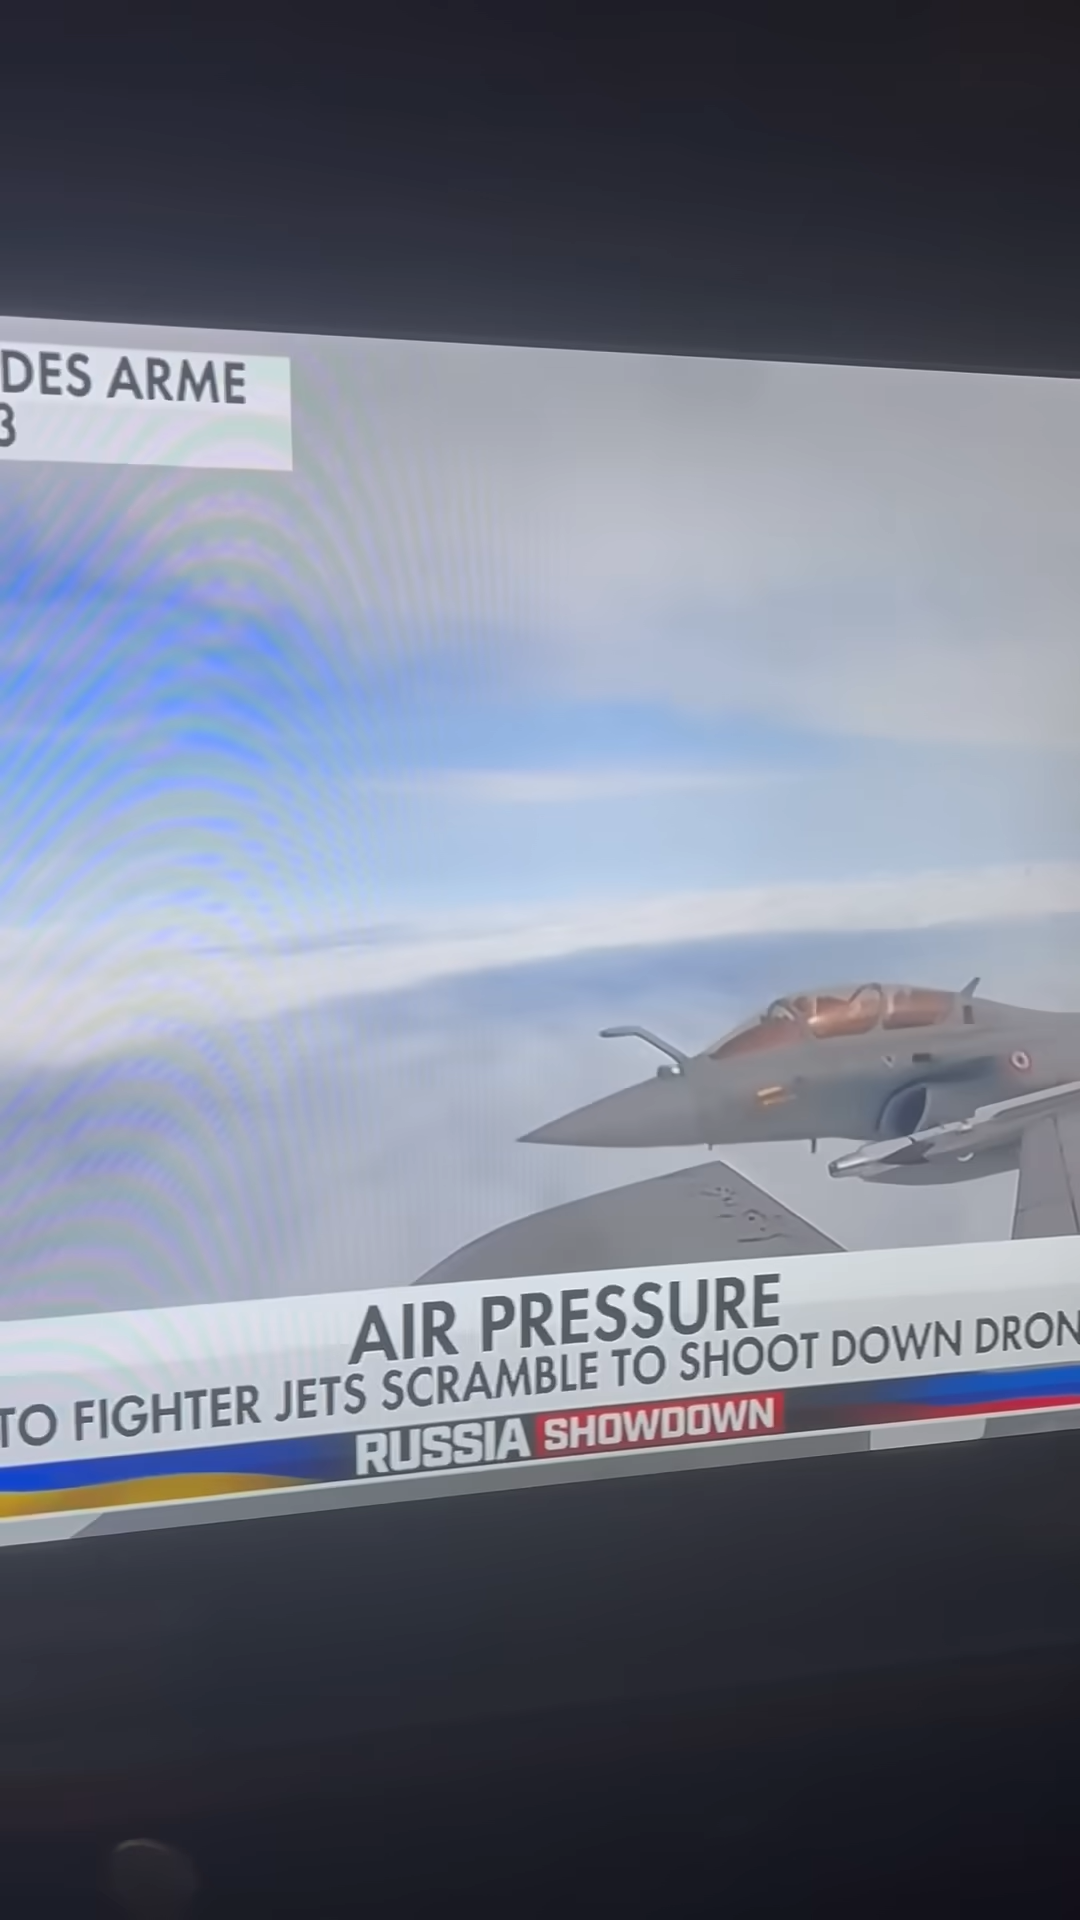 DES ARME
3
AIR PRESSURE
TO FIGHTER JETS SCRAMBLE TO SHOOT DOWN DRON
RUSSIA SHOWDOWN